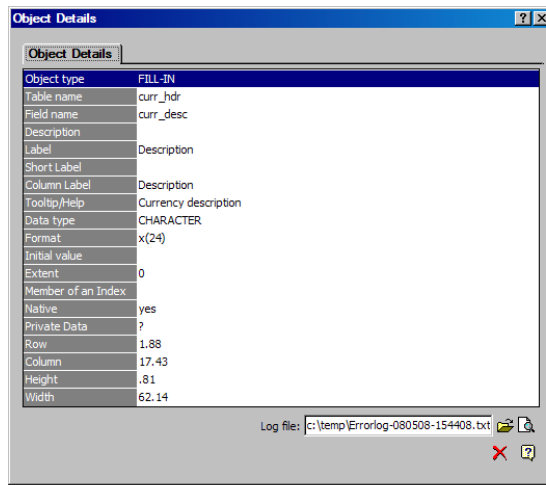 Object Details
Object Details
Object type FILL-IN
Table name curr_hdr
Field name curr_desc
Description
Label Description
Short Label
Column Label Description
Tooltip/Help Currency description
Data type CHARACTER
Format x(24)
Initial value
Extent 0
Member of an Index
Native yes
Private Data ?
Row 1.88
Column 17.43
Height .81
Width 62.14
Log file: c:\temp\Errorlog-080508-154408.txt